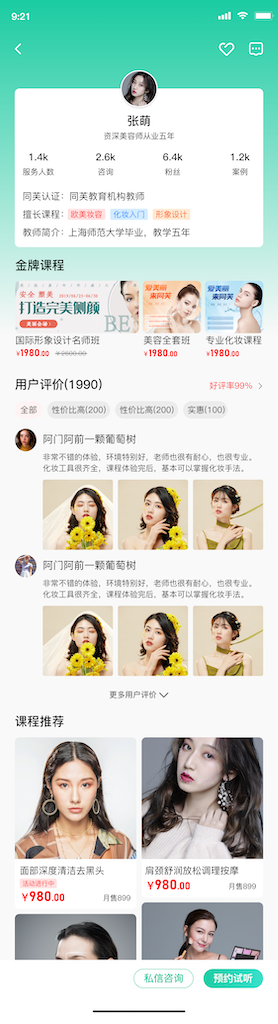 9:21
张萌
资深美容师从业五年
1.4k 2.6k 6.4k 1.2k
服务人数 咨询 粉丝 案例
同芙认证：同芙教育机构教师
擅长课程：欧美妆容 化妆入门 形象设计
教师简介：上海师范大学毕业，教学五年
金牌课程
安全 塑美 2019/06/25-06/30
打造完美侧颜
BE
爱美丽
来同芙
爱美丽
来同芙
国际形象设计名师班 美容全套班 专业化妆课程
¥1980.00 ¥2600.00 ¥1980.00 ¥1980.00
用户评价(1990) 好评率99%
全部 性价比高(200) 性价比高(200) 实惠(100)
阿门阿前一颗葡萄树
非常不错的体验，环境特别好，老师也很有耐心、也很专业。
化妆工具很齐全，课程体验完后，基本可以掌握化妆手法。
阿门阿前一颗葡萄树
非常不错的体验，环境特别好，老师也很有耐心、也很专业。
化妆工具很齐全，课程体验完后，基本可以掌握化妆手法。
更多用户评价
课程推荐
面部深度清洁去黑头
活动进行中
¥980.00 月售899
肩颈舒润放松调理按摩
¥980.00 月售899
私信咨询 预约试听